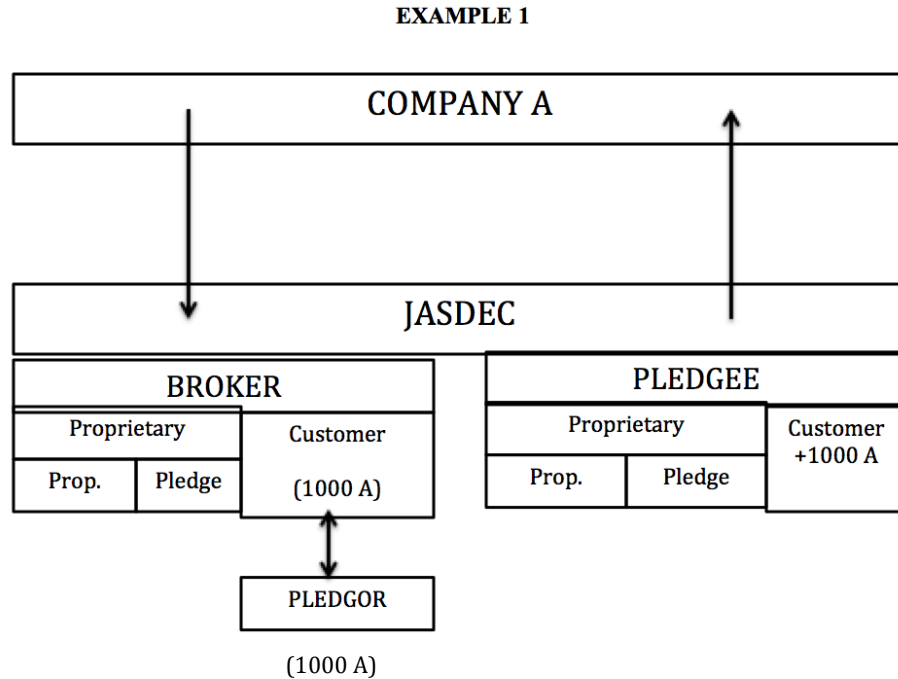 EXAMPLE 1
COMPANY A
JASDEC
BROKER
Proprietary
Prop.
Pledge
Customer
(1000 A)
PLEDGOR
(1000 A)
PLEDGEE
Proprietary
Prop.
Pledge
Customer
+1000 A